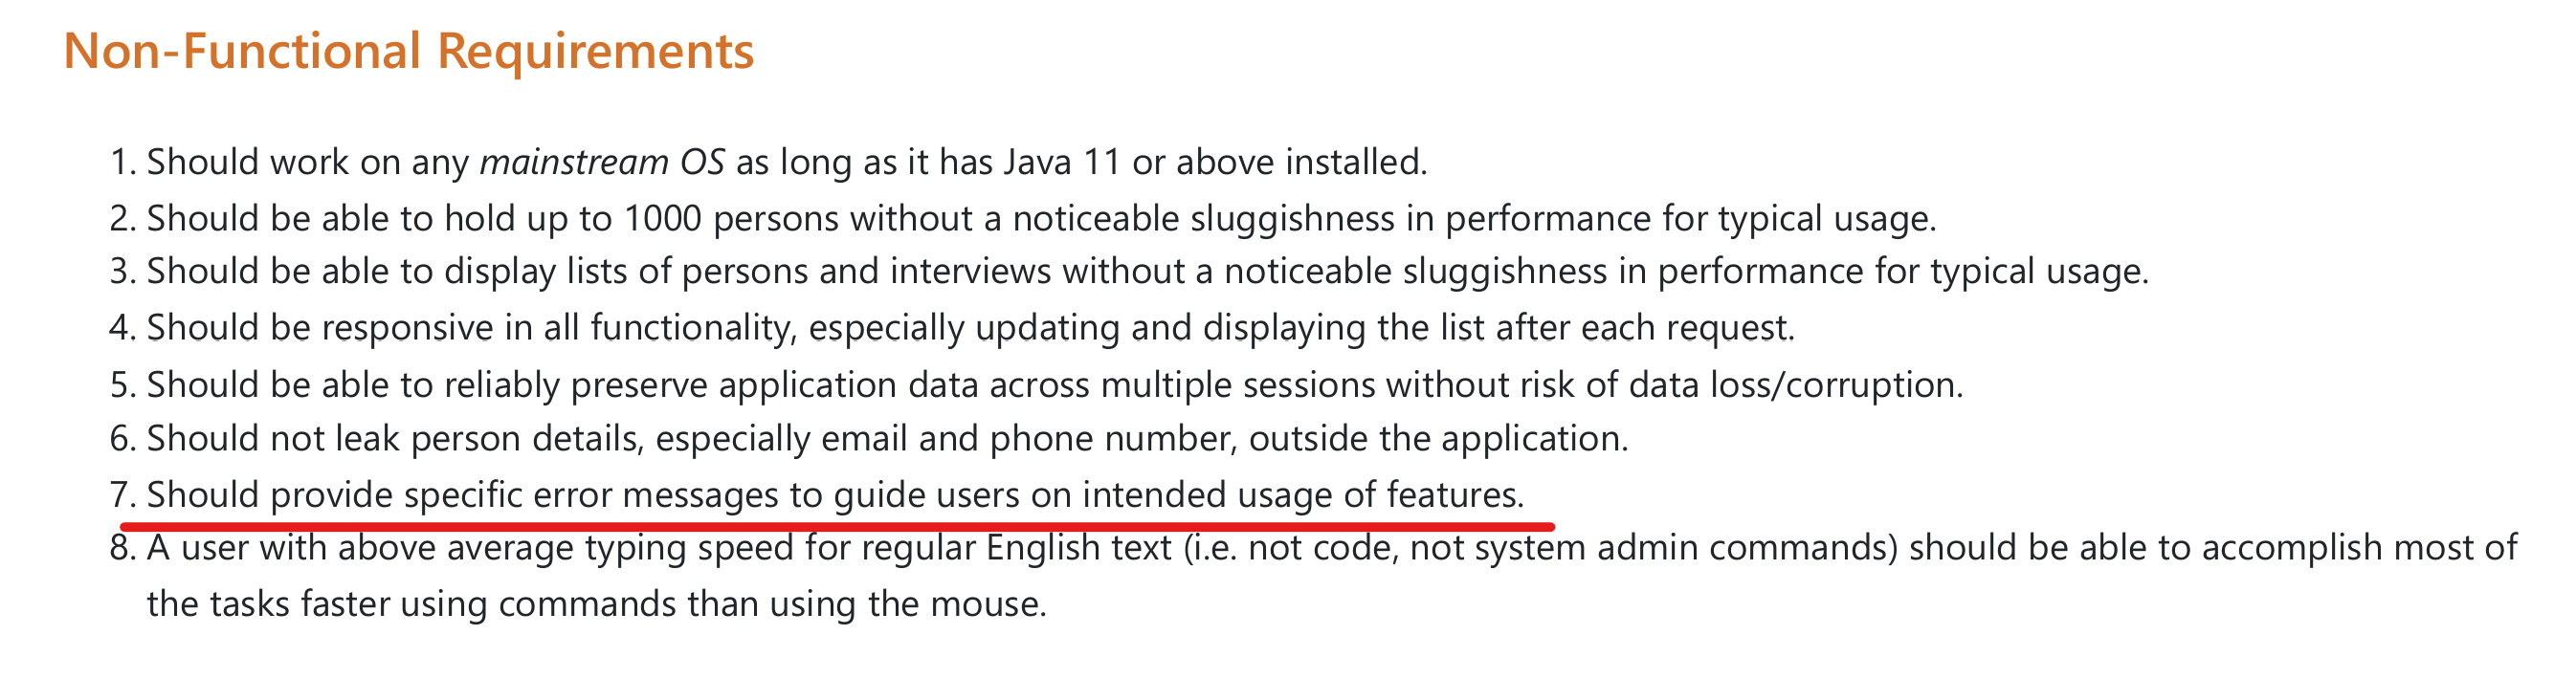 Non-Functional Requirements
1. Should work on any mainstream OS as long as it has Java 11 or above installed.
2. Should be able to hold up to 1000 persons without a noticeable sluggishness in performance for typical usage.
3. Should be able to display lists of persons and interviews without a noticeable sluggishness in performance for typical usage.
4. Should be responsive in all functionality, especially updating and displaying the list after each request.
5. Should be able to reliably preserve application data across multiple sessions without risk of data loss/corruption.
6. Should not leak person details, especially email and phone number, outside the application.
7. Should provide specific error messages to guide users on intended usage of features.
8. A user with above average typing speed for regular English text (i.e. not code, not system admin commands) should be able to accomplish most of
the tasks faster using commands than using the mouse.